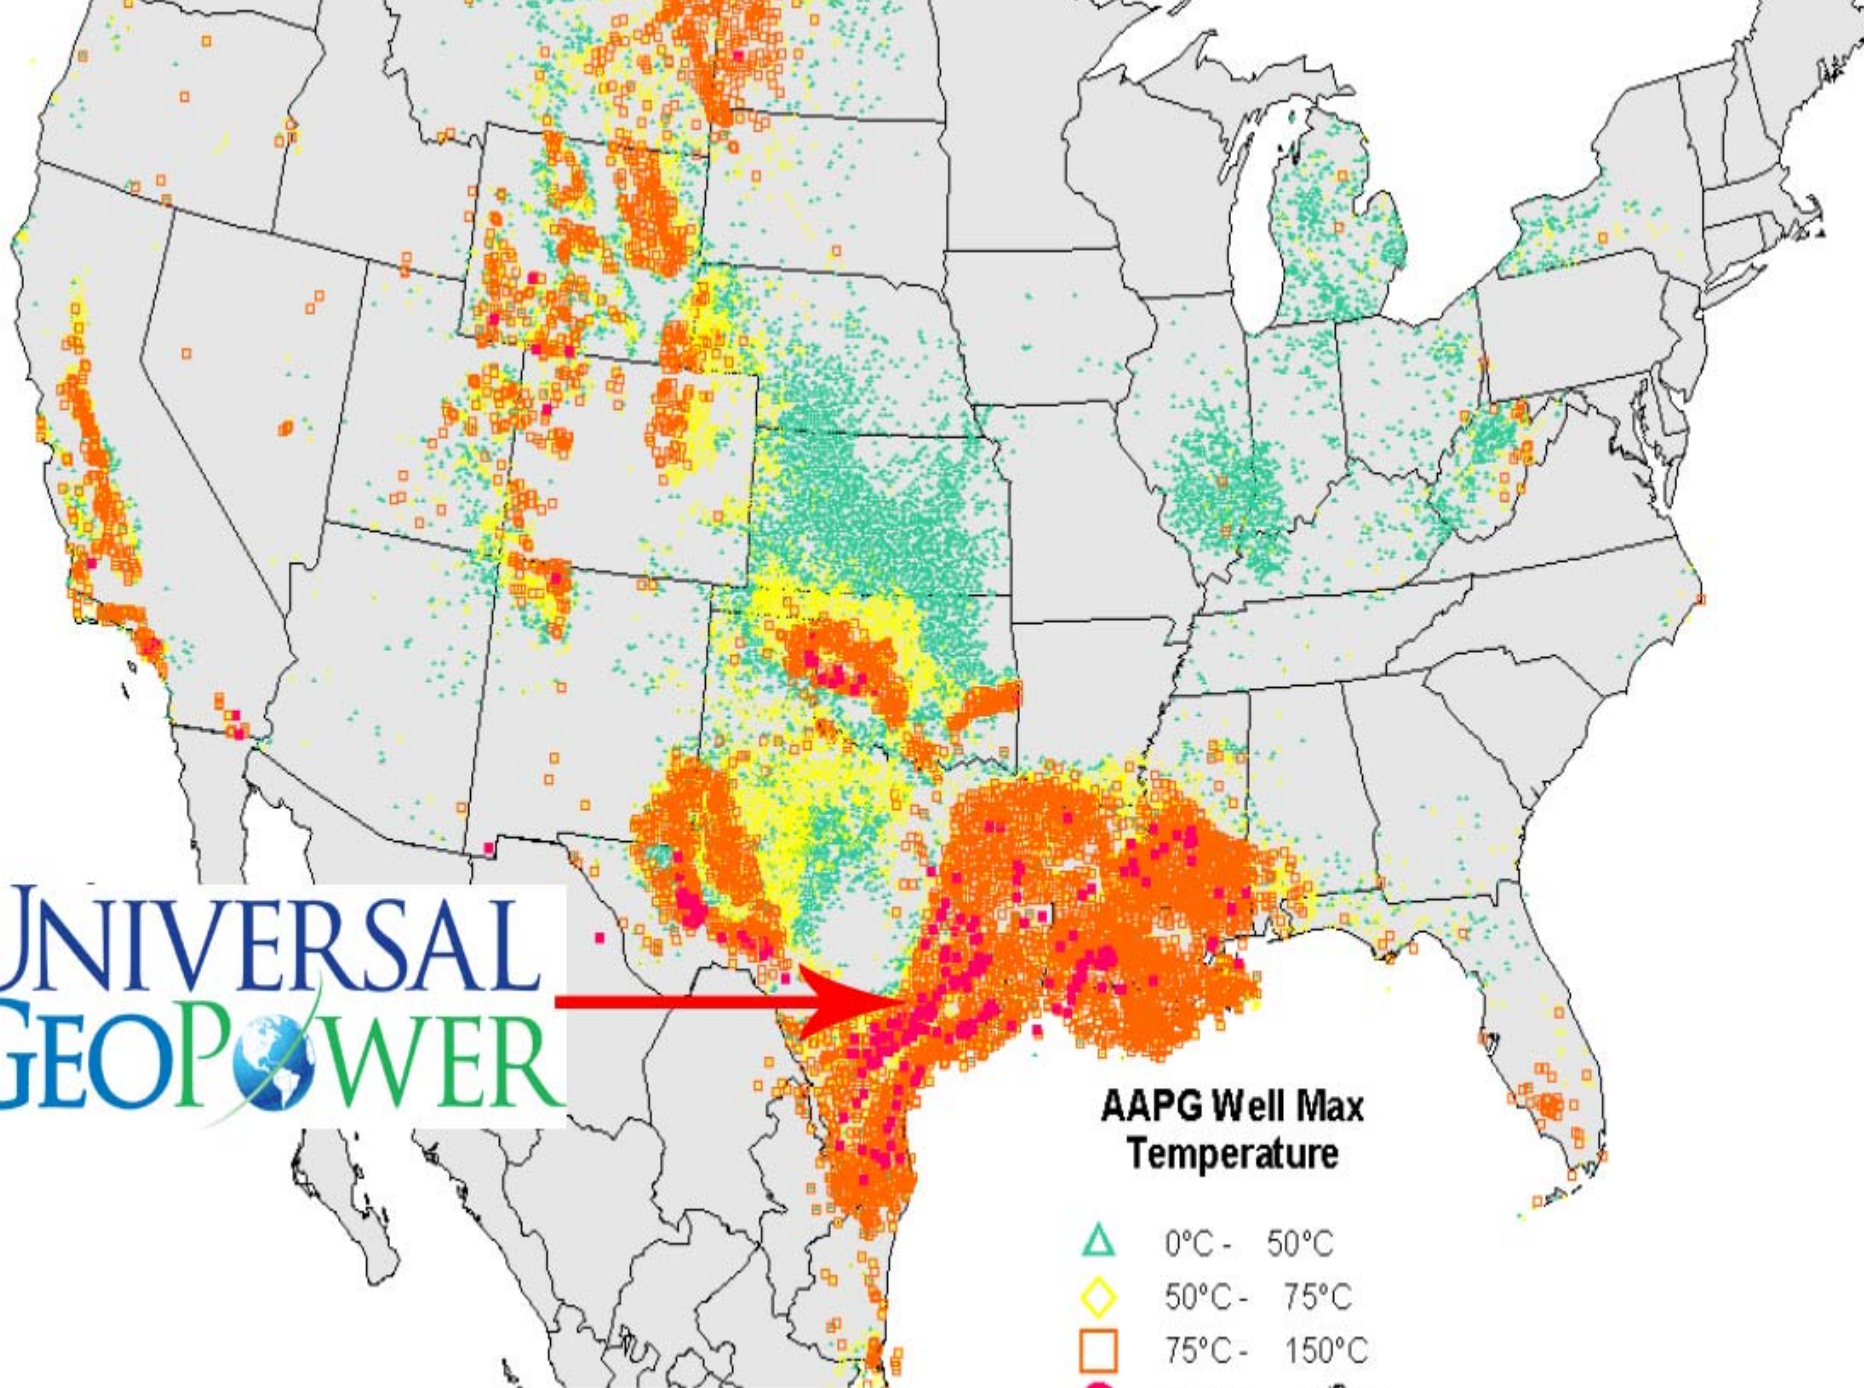 UNIVERSAL
GEOPOWER
AAPG Well Max
Temperature
0°C - 50°C
50°C - 75°C
75°C - 150°C